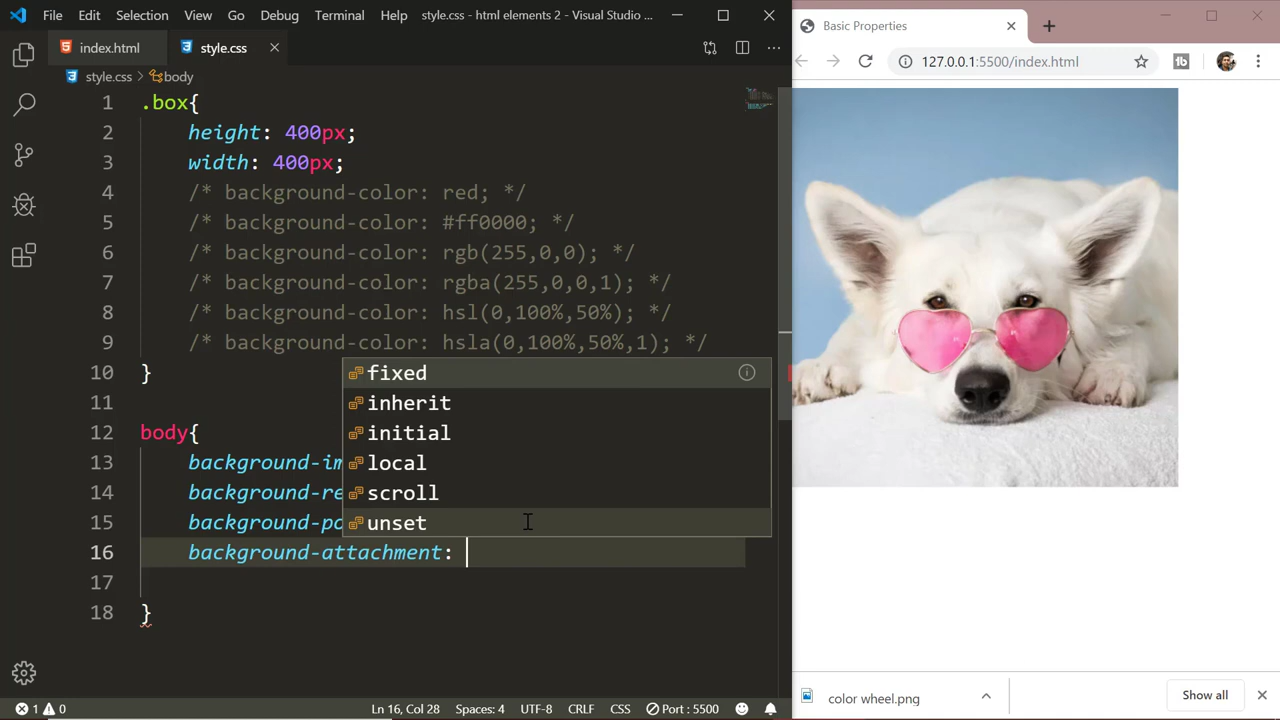 File Edit Selection View Go Debug Terminal Help style.css - html elements 2 - Visual Studio ...
index.html style.css
style.css > body
1 .box{
2 height: 400px;
3 width: 400px;
4 /* background-color: red; */
5 /* background-color: #ff0000; */
6 /* background-color: rgb(255,0,0); */
7 /* background-color: rgba(255,0,0,1); */
8 /* background-color: hsl(0,100%,50%); */
9 /* background-color: hsla(0,100%,50%,1); */
10 }
11
12 body{
13 background-im
14 background-re
15 background-po
16 background-attachment:
17
18 }
fixed
inherit
initial
local
scroll
unset
1 0 Ln 16, Col 28 Spaces: 4 UTF-8 CRLF CSS Port : 5500
Basic Properties
127.0.0.1:5500/index.html
color wheel.png
Show all